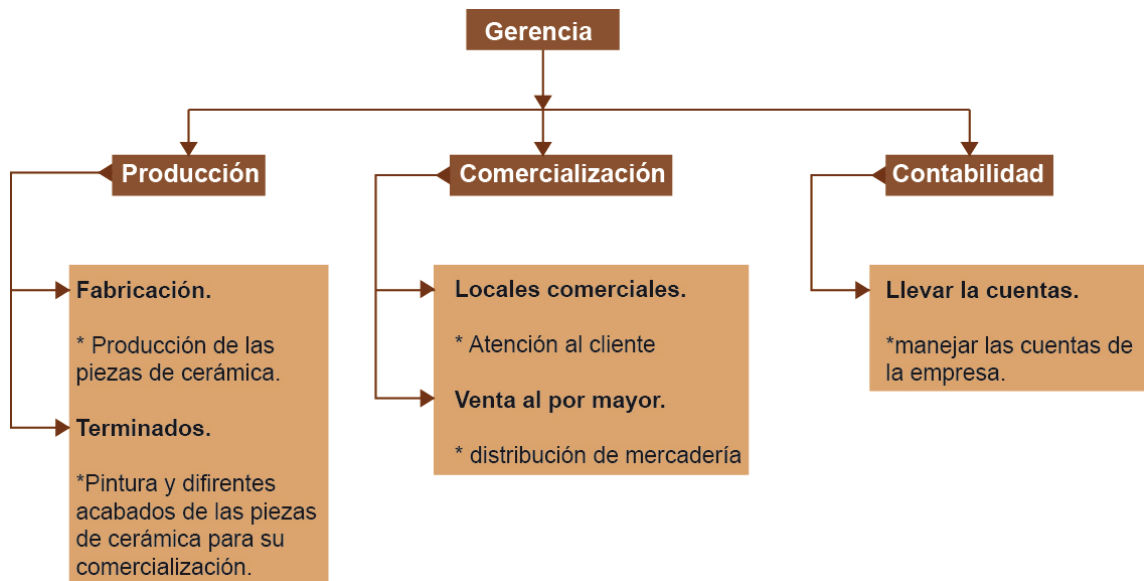 Gerencia
Producción
Comercialización
Contabilidad
Fabricación.
* Producción de las
piezas de cerámica.
Terminados.
*Pintura y difirentes
acabados de las piezas
de cerámica para su
comercialización.
Locales comerciales.
* Atención al cliente
Venta al por mayor.
* distribución de mercadería
Llevar la cuentas.
*manejar las cuentas de
la empresa.